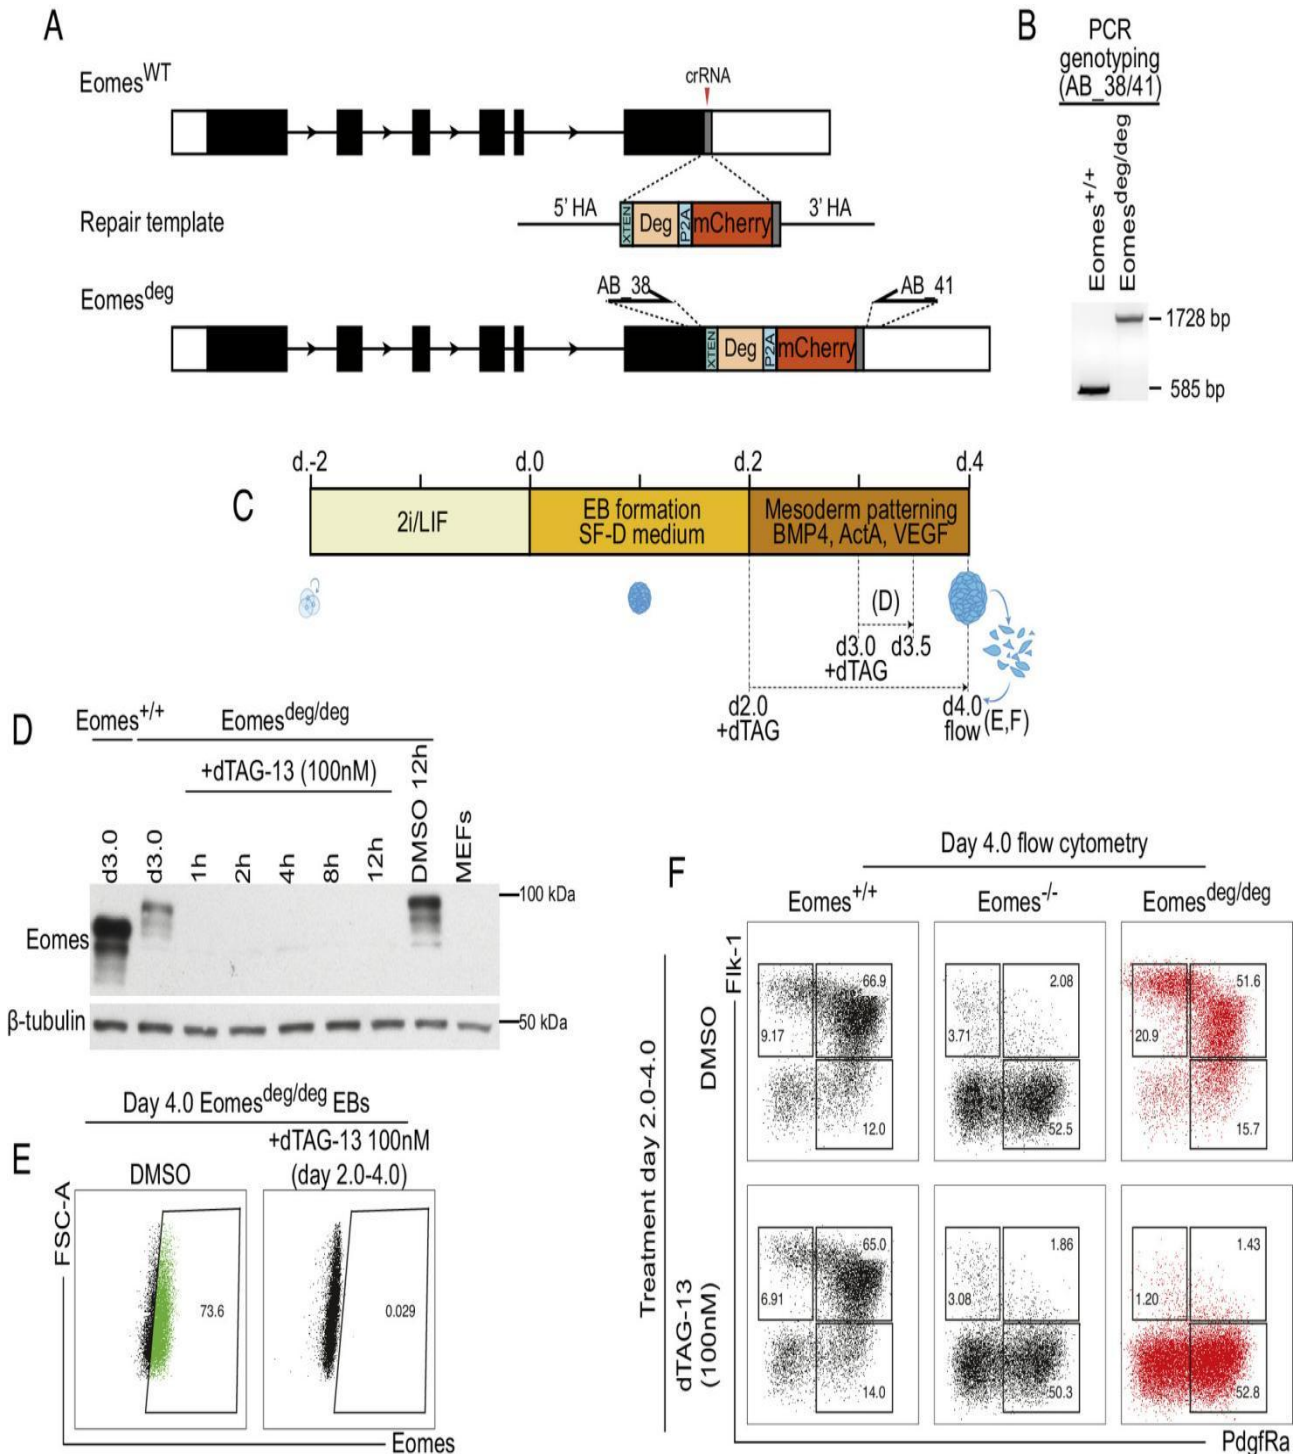 A
Eomes^WT
crRNA
Repair template
5' HA
XTEN
Deg
P2A
mCherry
3' HA
Eomes^deg
AB_38
AB_41
XTEN
Deg
P2A
mCherry
B
PCR
genotyping
(AB_38/41)
Eomes^+/+
Eomes^deg/deg
1728 bp
585 bp
C
d.-2
d.0
d.2
d.4
2i/LIF
EB formation
SF-D medium
Mesoderm patterning
BMP4, ActA, VEGF
(D)
d3.0
d3.5
+dTAG
d2.0
+dTAG
d4.0
flow
(E,F)
D
Eomes^+/+
Eomes^deg/deg
+dTAG-13 (100nM)
d3.0
d3.0
1h
2h
4h
8h
12h
DMSO 12h
MEFs
100 kDa
Eomes
β-tubulin
50 kDa
E
Day 4.0 Eomes^deg/deg EBs
DMSO
+dTAG-13 100nM
(day 2.0-4.0)
FSC-A
73.6
0.029
Eomes
F
Day 4.0 flow cytometry
Eomes^+/+
Eomes^-/-
Eomes^deg/deg
Flk-1
Treatment day 2.0-4.0
DMSO
66.9
9.17
12.0
2.08
3.71
52.5
51.6
20.9
15.7
dTAG-13
(100nM)
65.0
6.91
14.0
1.86
3.08
50.3
1.43
1.20
52.8
PdgfRa